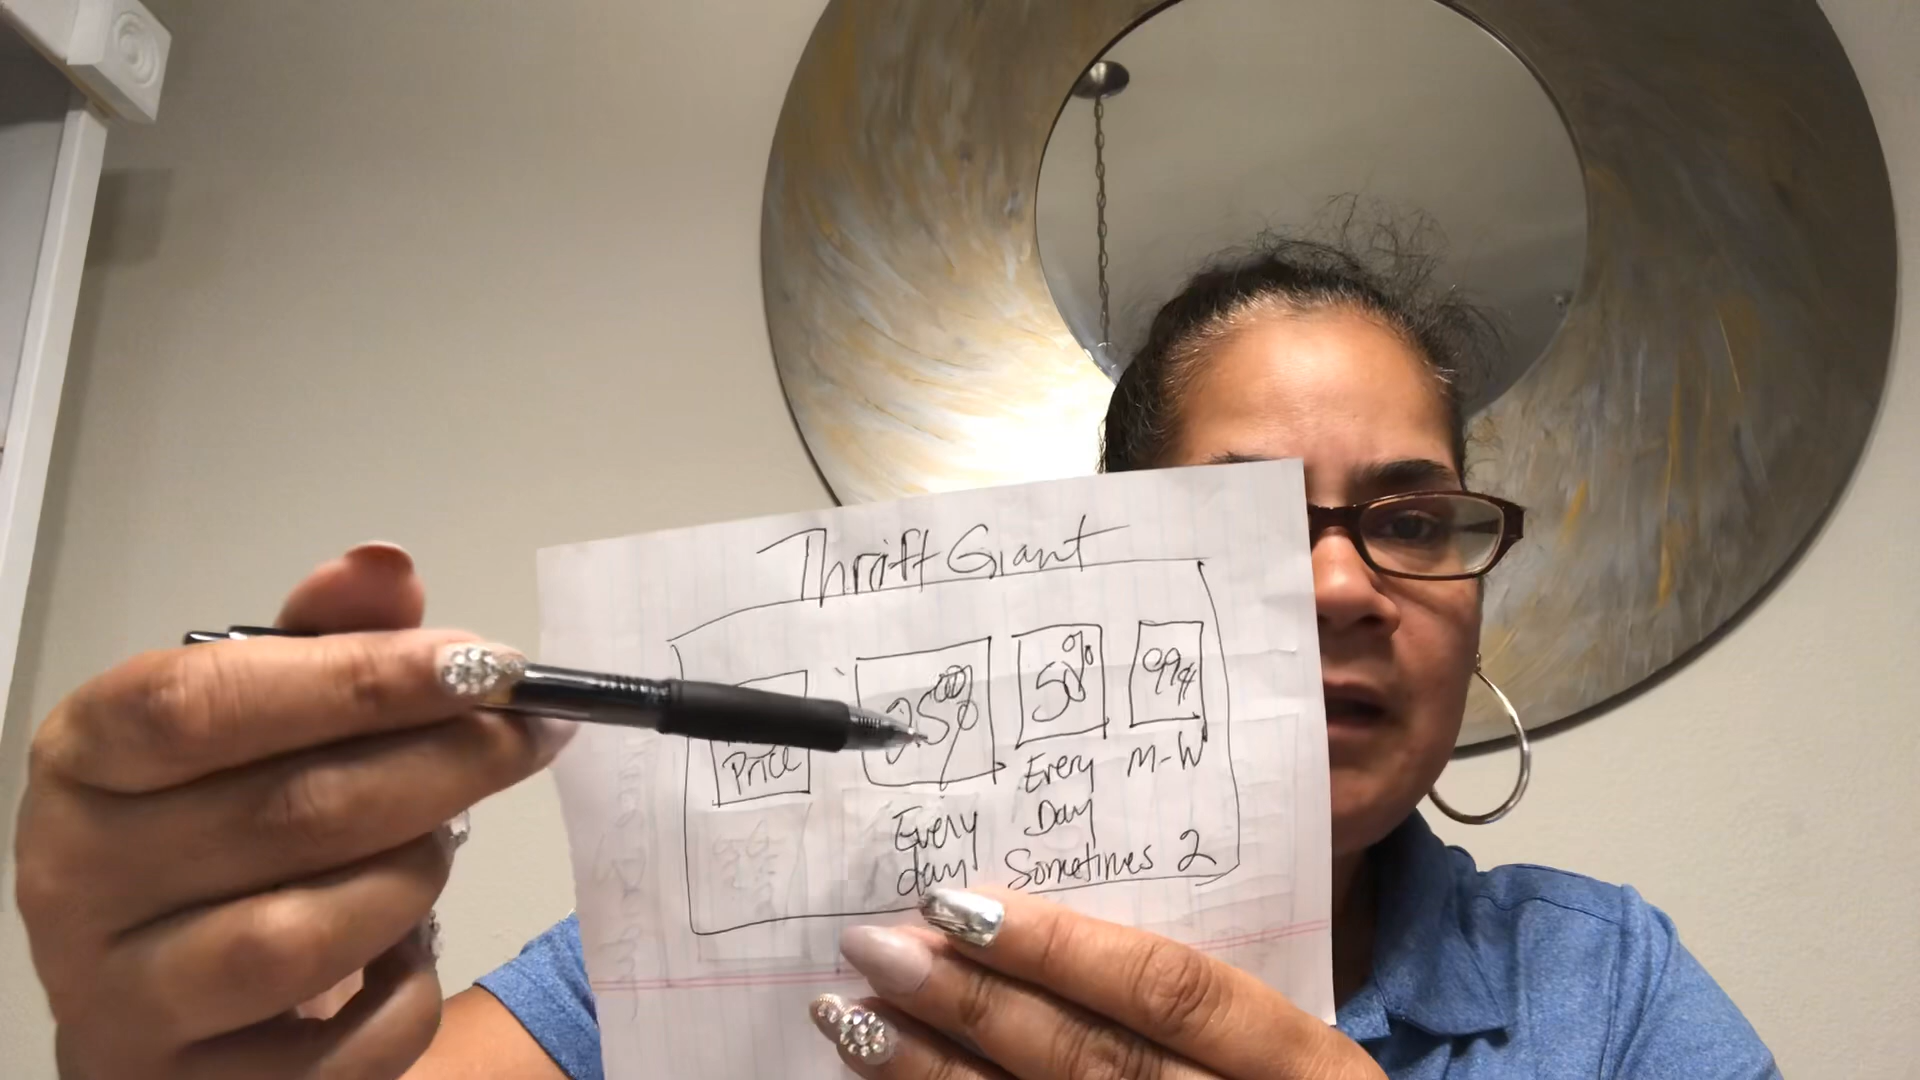 Thrift Giant
Price
25%
Every
day
50%
Every
Day
Sometimes 2
99¢
M-W